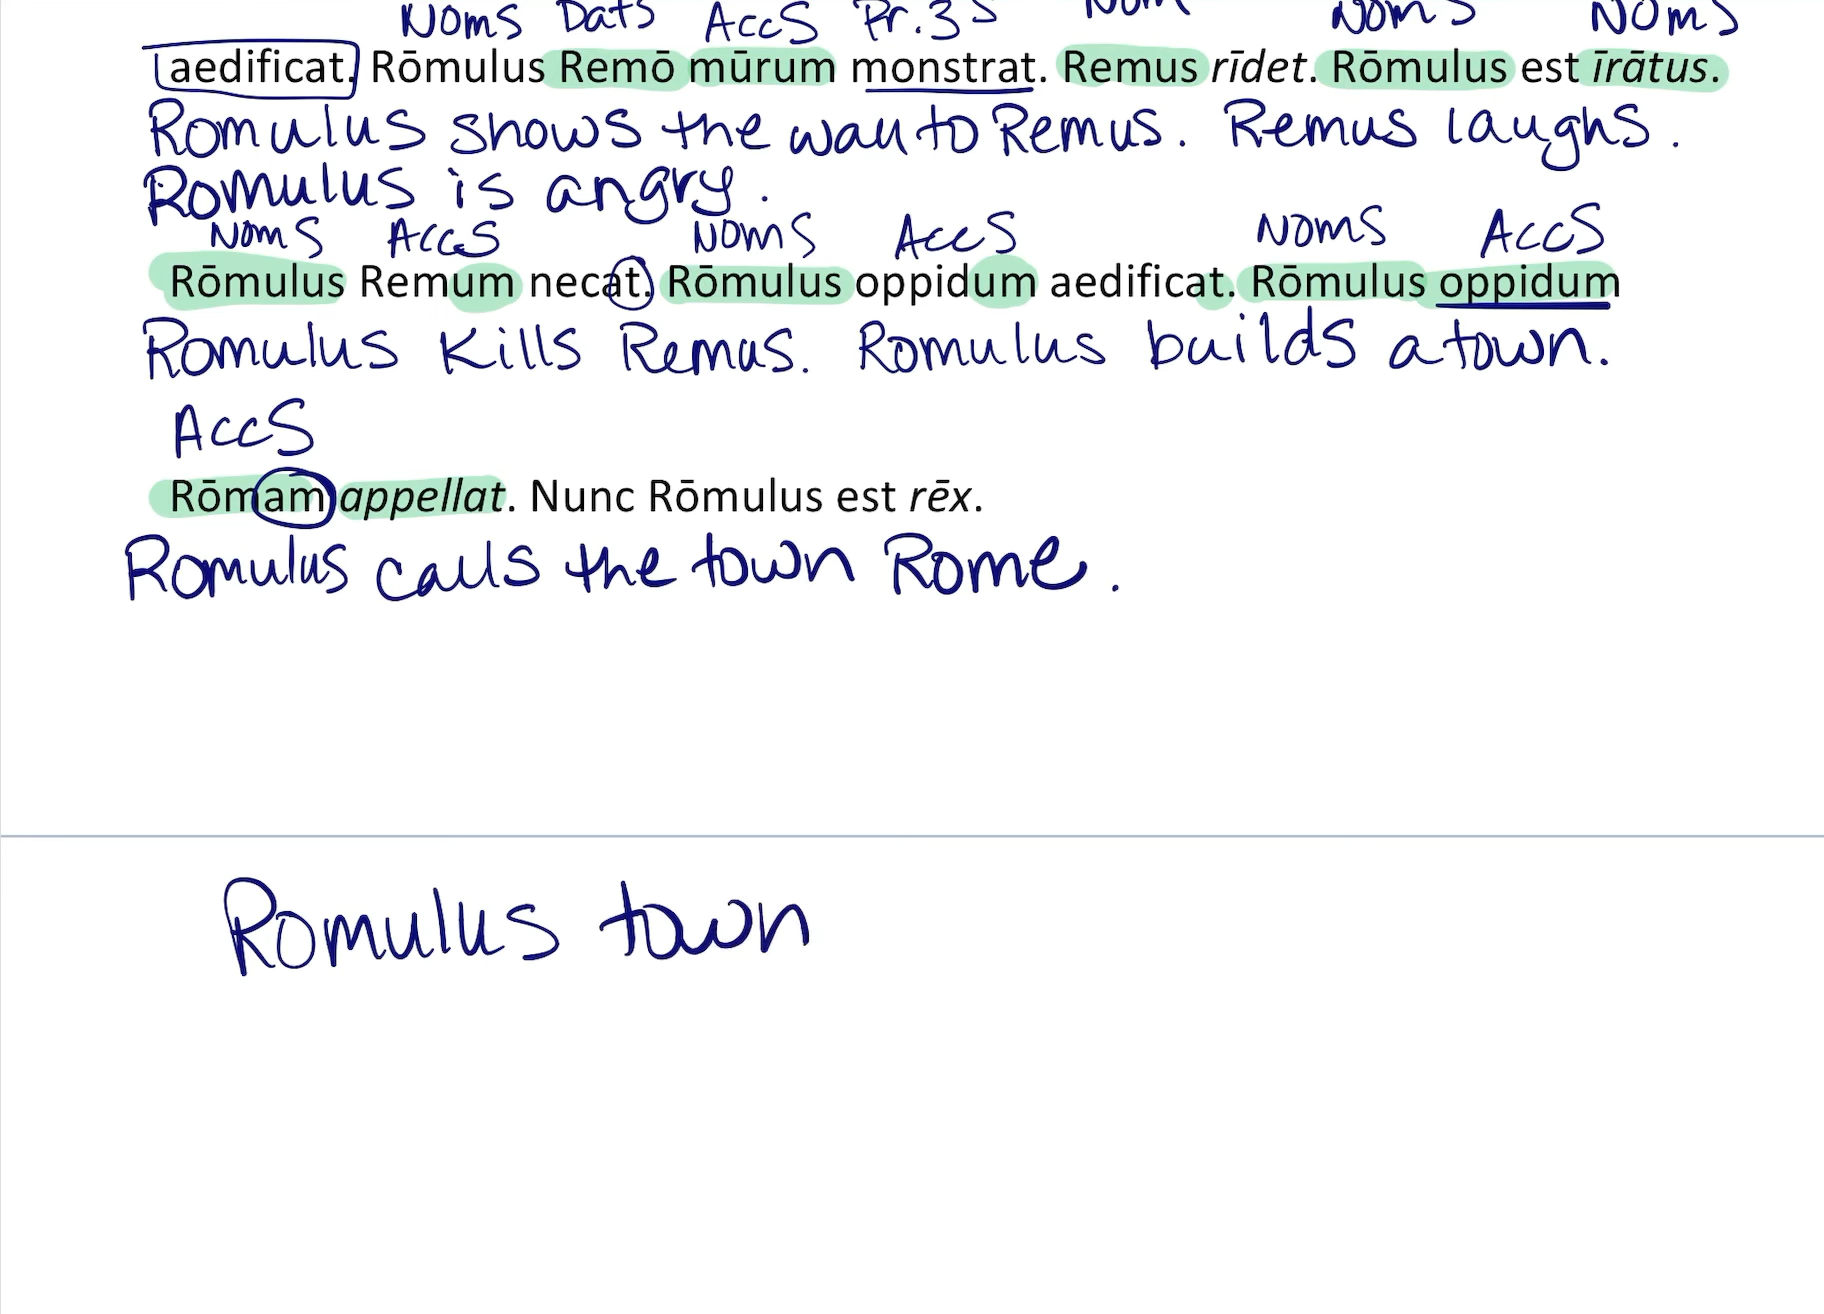 NomS Dats AccS Pr.3S Nom NomS NomS
aedificat. Rōmulus Remō mūrum monstrat. Remus rīdet. Rōmulus est īrātus.
Romulus shows the wall to Remus. Remus laughs.
Romulus is angry.
NomS AccS NomS AccS NomS AccS
Rōmulus Remum necat. Rōmulus oppidum aedificat. Rōmulus oppidum
Romulus kills Remus. Romulus builds a town.
AccS
Rōmam appellat. Nunc Rōmulus est rēx.
Romulus calls the town Rome.
Romulus town